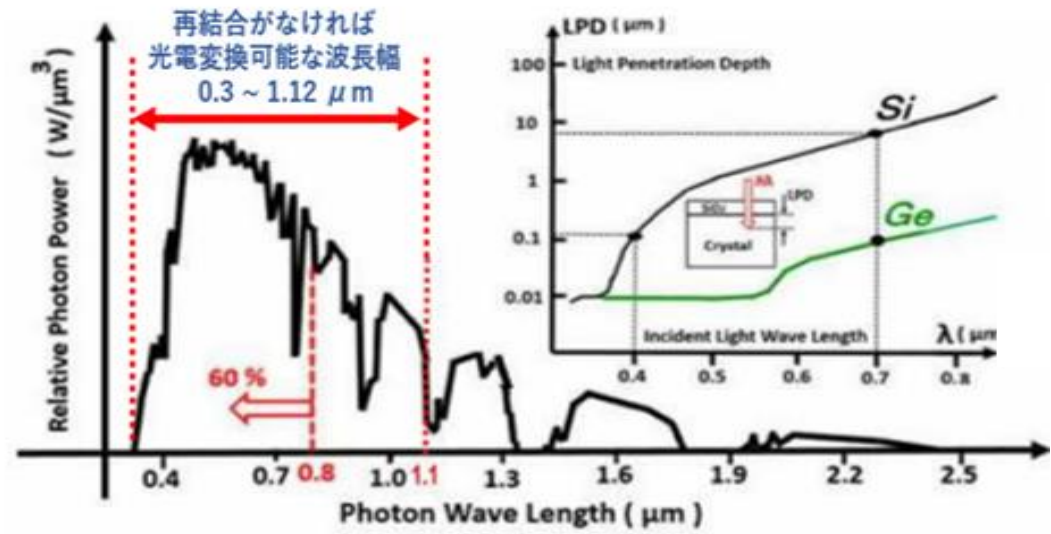 再結合がなければ
光電変換可能な波長幅
0.3 ~ 1.12 μm
Relative Photon Power ( W/μm³ )
60 %
0.4 0.7 0.8 1.0 1.1 1.3 1.6 1.9 2.2 2.5
Photon Wave Length ( μm )
LPD ( μm )
Light Penetration Depth
100
10
1
0.1
0.01
Si
Ge
LPD
SiO₂
Crystal
Incident Light Wave Length
λ ( μm
0.4 0.5 0.6 0.7 0.8